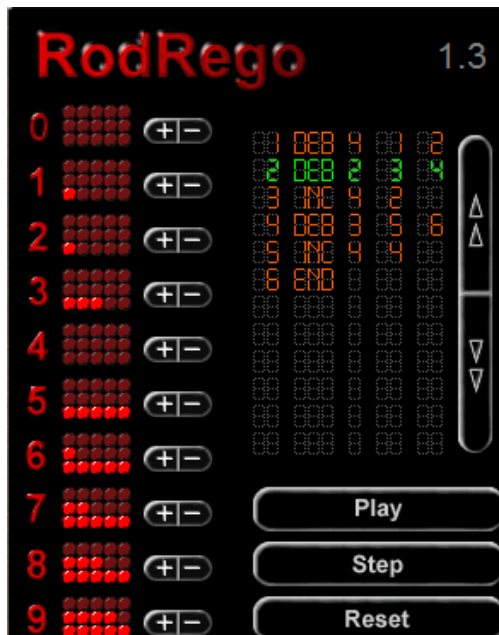 RodRego 1.3
0 + −
1 + −
2 + −
3 + −
4
5 + −
6 + −
7 + −
8 + −
9 + −
1 DEB 4 1 2
2 DEB 2 3 4
3 INC 4 2
4 DEB 3 5 6
5 INC 4 4
6 END
Play
Step
Reset